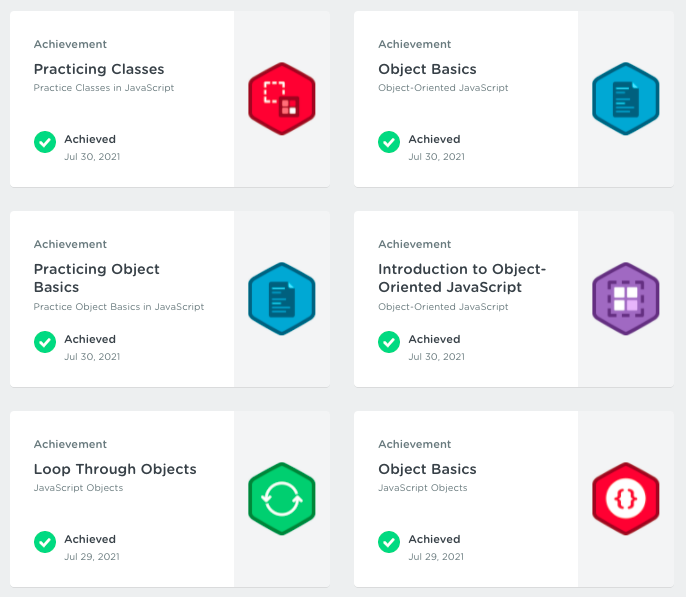 Achievement
Practicing Classes
Practice Classes in JavaScript
Achieved
Jul 30, 2021
Achievement
Object Basics
Object-Oriented JavaScript
Achieved
Jul 30, 2021
Achievement
Practicing Object
Basics
Practice Object Basics in JavaScript
Achieved
Jul 30, 2021
Achievement
Introduction to Object-
Oriented JavaScript
Object-Oriented JavaScript
Achieved
Jul 30, 2021
Achievement
Loop Through Objects
JavaScript Objects
Achieved
Jul 29, 2021
Achievement
Object Basics
JavaScript Objects
Achieved
Jul 29, 2021